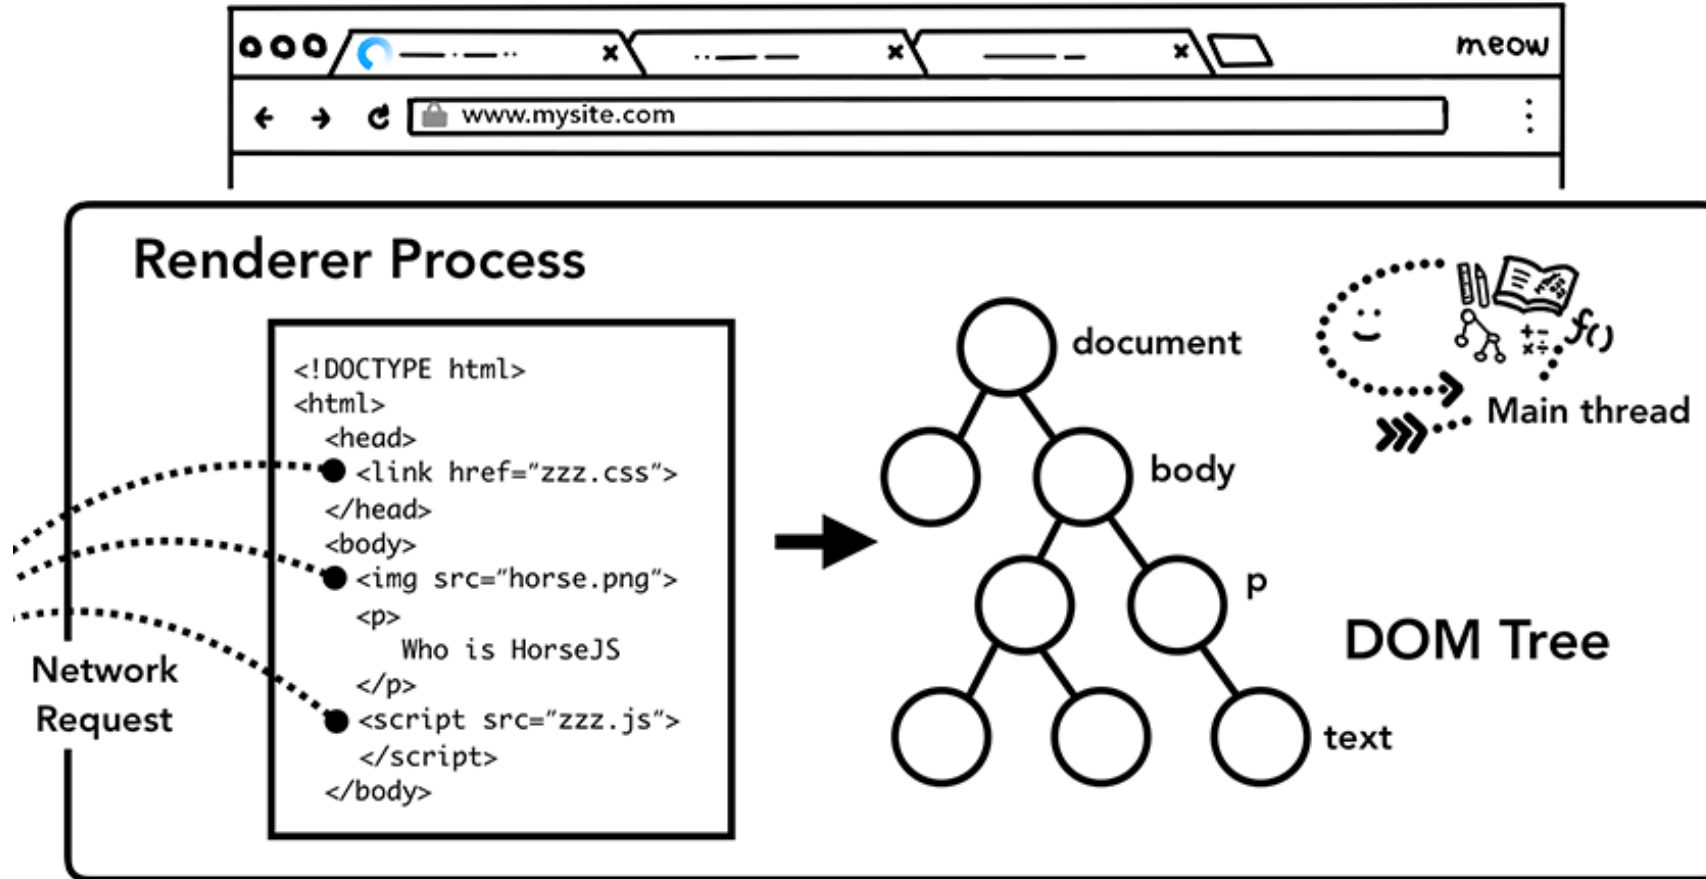 meow
www.mysite.com
Renderer Process
<!DOCTYPE html>
<html>
<head>
<link href="zzz.css">
</head>
<body>
<img src="horse.png">
<p>
Who is HorseJS
</p>
<script src="zzz.js">
</script>
</body>
Network
Request
document
body
p
text
DOM Tree
f()
+-
×÷
Main thread